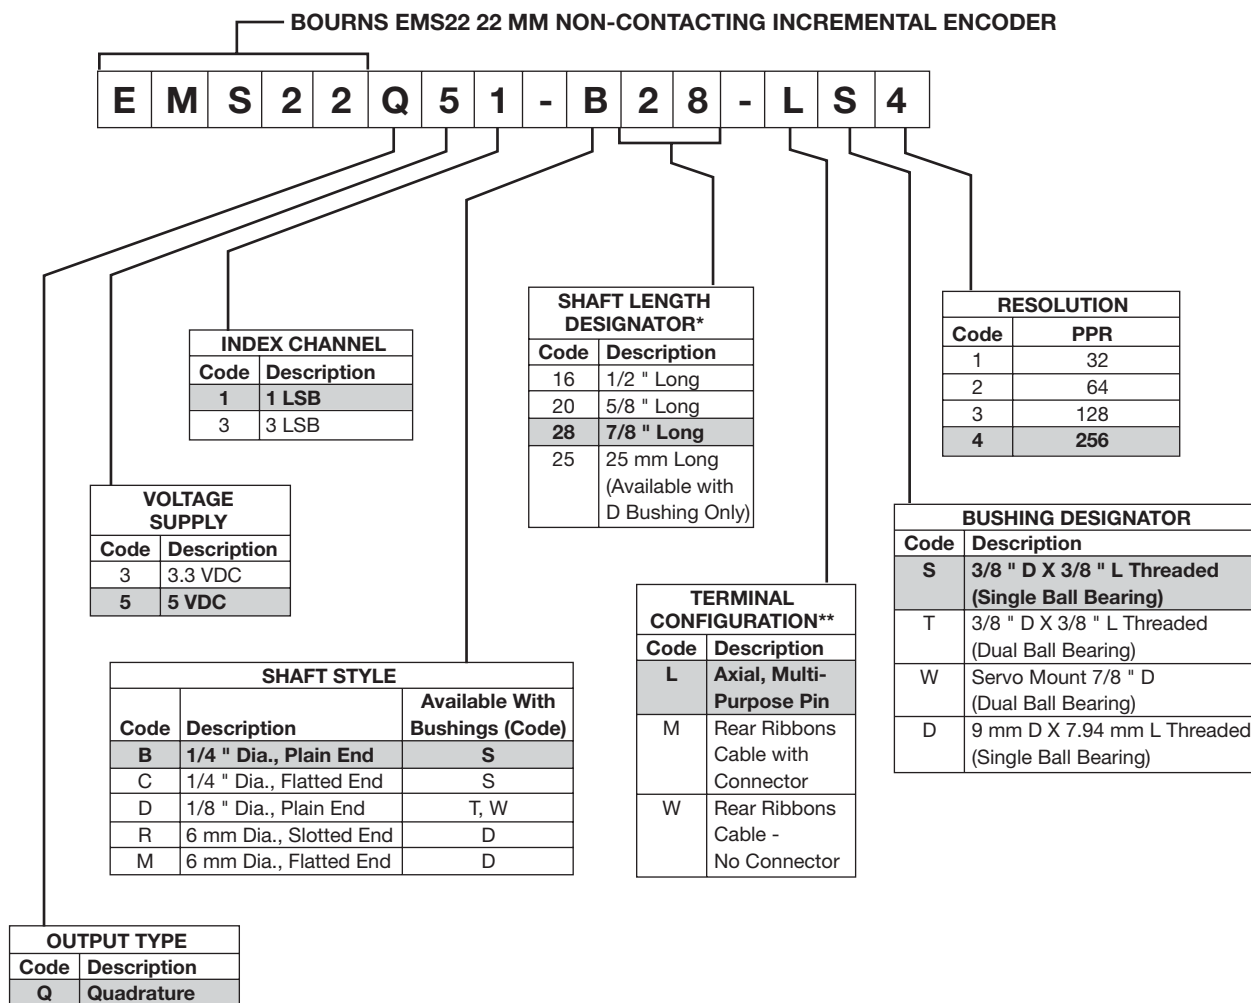 BOURNS EMS22 22 MM NON-CONTACTING INCREMENTAL ENCODER
E M S 2 2 Q 5 1 - B 2 8 - L S 4
INDEX CHANNEL
Code Description
1 1 LSB
3 3 LSB
SHAFT LENGTH
DESIGNATOR*
Code Description
16 1/2 " Long
20 5/8 " Long
28 7/8 " Long
25 25 mm Long
(Available with
D Bushing Only)
RESOLUTION
Code PPR
1 32
2 64
3 128
4 256
VOLTAGE
SUPPLY
Code Description
3 3.3 VDC
5 5 VDC
BUSHING DESIGNATOR
Code Description
S 3/8 " D X 3/8 " L Threaded
(Single Ball Bearing)
T 3/8 " D X 3/8 " L Threaded
(Dual Ball Bearing)
W Servo Mount 7/8 " D
(Dual Ball Bearing)
D 9 mm D X 7.94 mm L Threaded
(Single Ball Bearing)
TERMINAL
CONFIGURATION**
Code Description
L Axial, Multi-
Purpose Pin
M Rear Ribbons
Cable with
Connector
W Rear Ribbons
Cable -
No Connector
SHAFT STYLE
Available With
Code Description Bushings (Code)
B 1/4 " Dia., Plain End S
C 1/4 " Dia., Flatted End S
D 1/8 " Dia., Plain End T, W
R 6 mm Dia., Slotted End D
M 6 mm Dia., Flatted End D
OUTPUT TYPE
Code Description
Q Quadrature